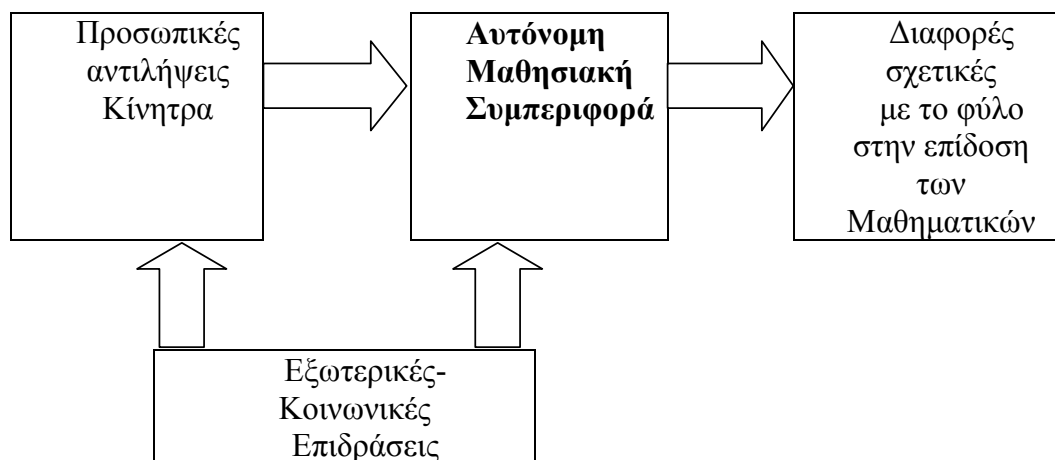 Προσωπικές
αντιλήψεις
Κίνητρα
Αυτόνομη
Μαθησιακή
Συμπεριφορά
Διαφορές
σχετικές
με το φύλο
στην επίδοση
των
Μαθηματικών
Εξωτερικές-
Κοινωνικές
Επιδράσεις